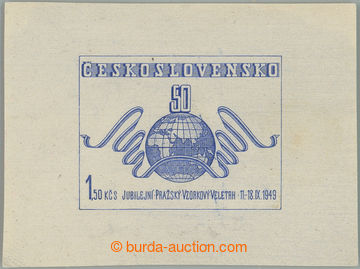 ČESKOSLOVENSKO
50
1,50 KČS JUBILEJNÍ PRAŽSKÝ VZORKOVÝ VELETRH · 11-18.IX.1949
© burda-auction.com